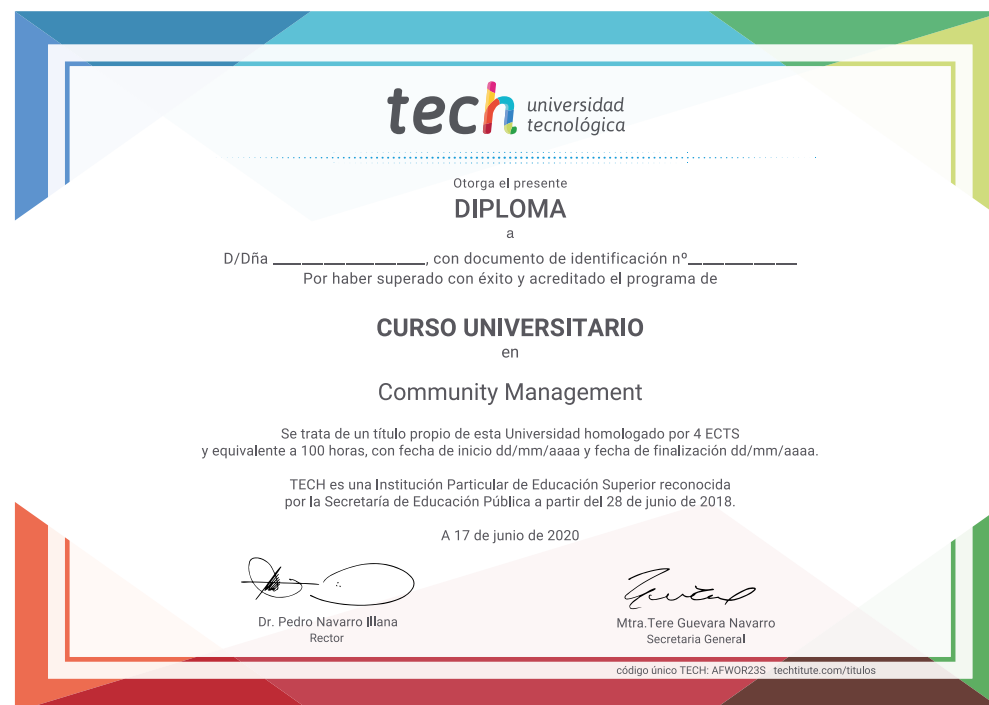 tech universidad
tecnológica
Otorga el presente
DIPLOMA
a
D/Dña ________________, con documento de identificación nº____________
Por haber superado con éxito y acreditado el programa de
CURSO UNIVERSITARIO
en
Community Management
Se trata de un título propio de esta Universidad homologado por 4 ECTS
y equivalente a 100 horas, con fecha de inicio dd/mm/aaaa y fecha de finalización dd/mm/aaaa.
TECH es una Institución Particular de Educación Superior reconocida
por la Secretaría de Educación Pública a partir del 28 de junio de 2018.
A 17 de junio de 2020
Dr. Pedro Navarro Illana
Rector
Mtra.Tere Guevara Navarro
Secretaria General
código único TECH: AFWOR23S techtitute.com/titulos